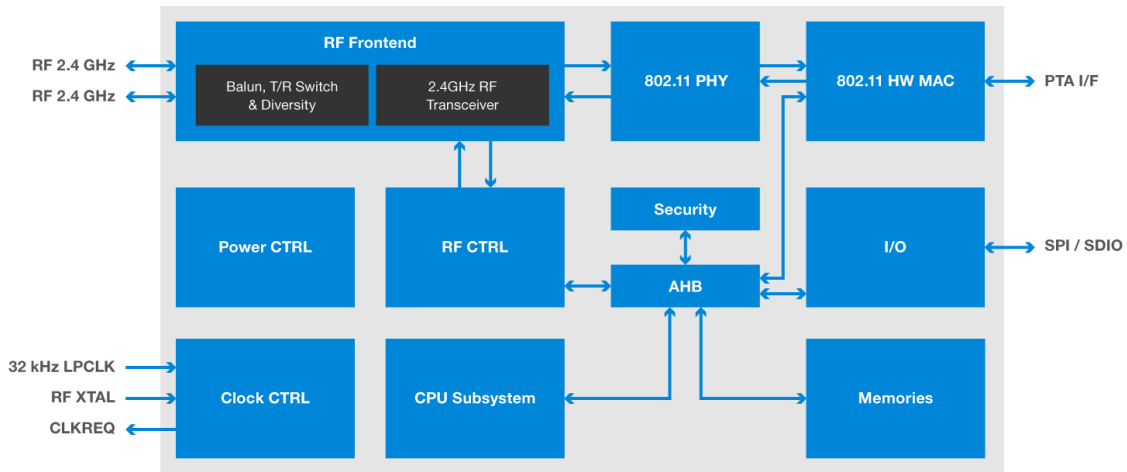 RF Frontend
RF 2.4 GHz
RF 2.4 GHz
Balun, T/R Switch
& Diversity
2.4GHz RF
Transceiver
802.11 PHY
802.11 HW MAC
PTA I/F
Power CTRL
RF CTRL
Security
AHB
I/O
SPI / SDIO
32 kHz LPCLK
RF XTAL
CLKREQ
Clock CTRL
CPU Subsystem
Memories